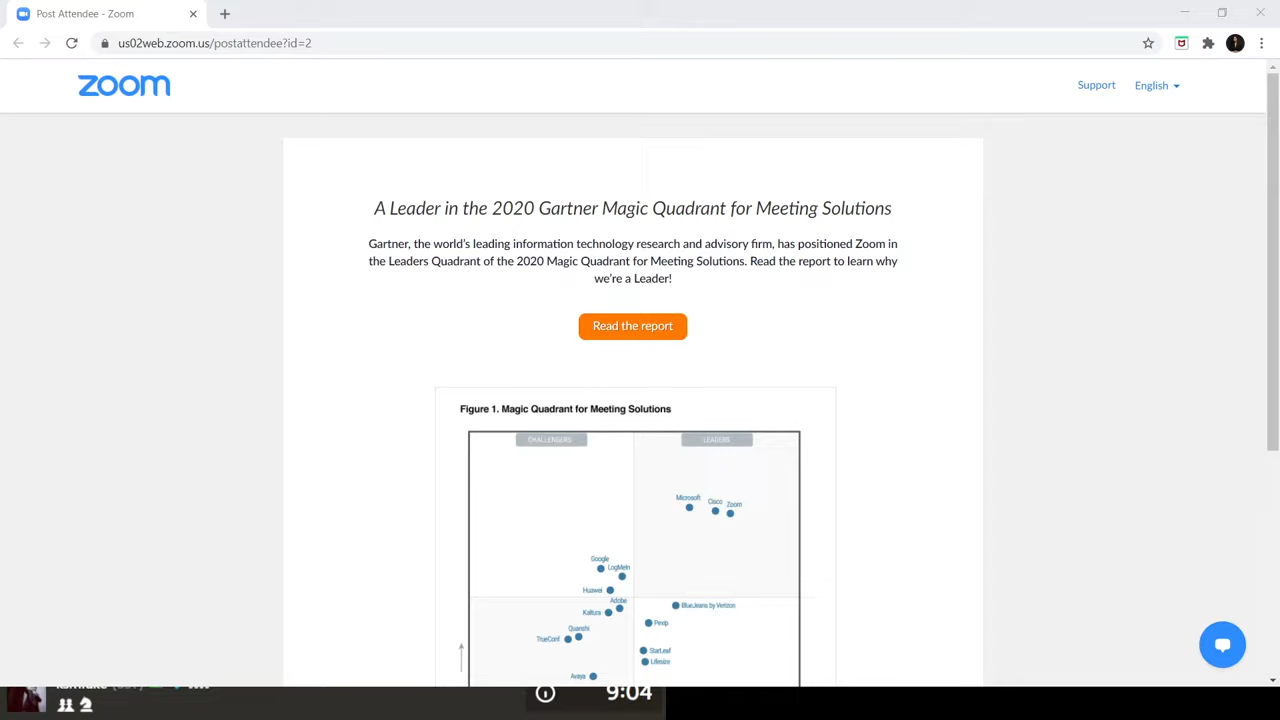 Post Attendee - Zoom
us02web.zoom.us/postattendee?id=2
zoom
Support
English
A Leader in the 2020 Gartner Magic Quadrant for Meeting Solutions
Gartner, the world's leading information technology research and advisory firm, has positioned Zoom in
the Leaders Quadrant of the 2020 Magic Quadrant for Meeting Solutions. Read the report to learn why
we're a Leader!
Read the report
Figure 1. Magic Quadrant for Meeting Solutions
CHALLENGERS
LEADERS
Microsoft
Cisco
Zoom
Google
LogMeIn
Huawei
Adobe
BlueJeans by Verizon
Kaltura
Pexip
Quanshi
TrueConf
StarLeaf
Lifesize
Avaya
9:04